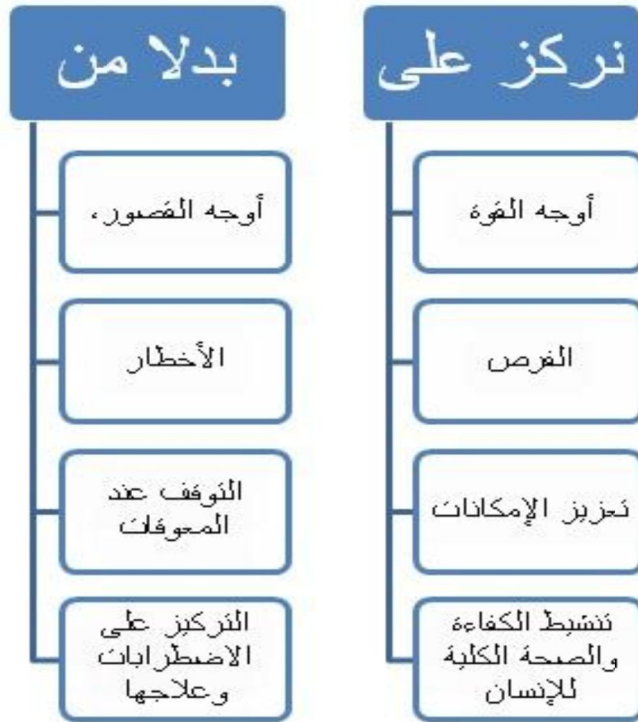 نركز على
أوجه القوة
الفرص
تعزيز الإمكانات
تنشيط الكفاءة
والصحة الكلية
للإنسان
بدلا من
أوجه القصور،
الأخطار
التوقف عند
المعوقات
التركيز على
الاضطرابات
وعلاجها